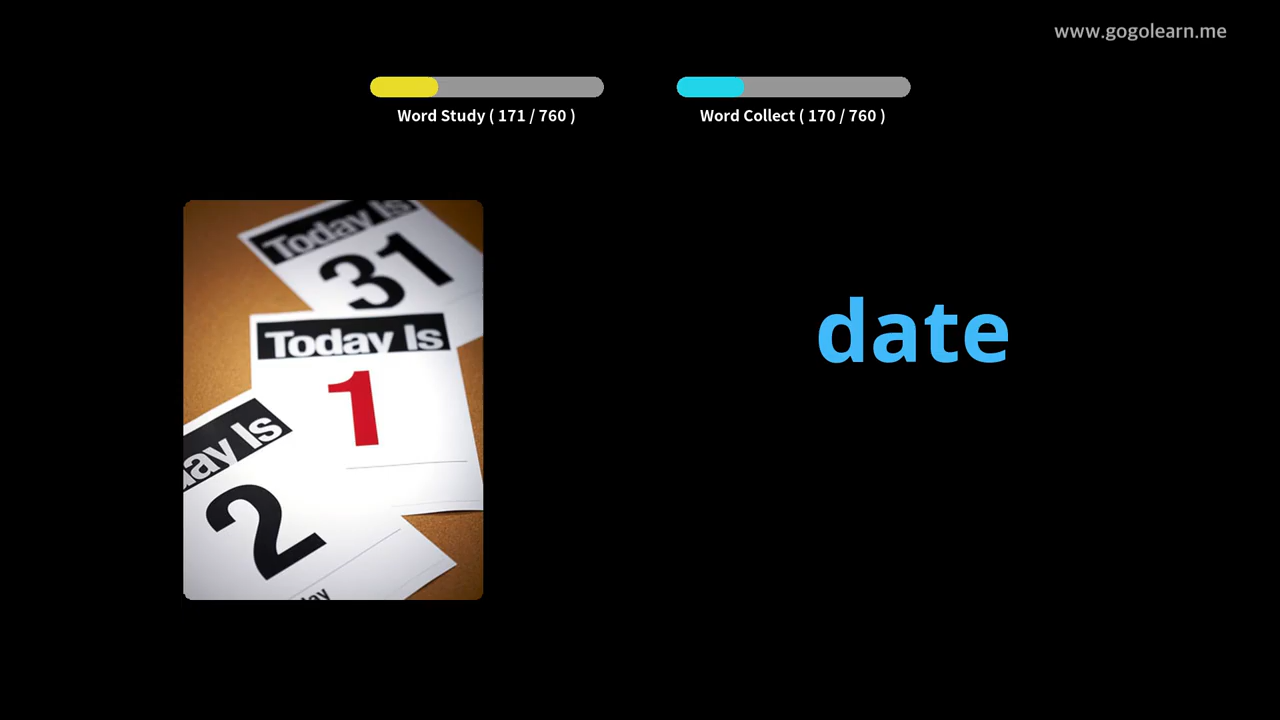 www.gogolearn.me
Word Study ( 171 / 760 )
Word Collect ( 170 / 760 )
Today Is
31
Today Is
1
ay Is
2
ay
date